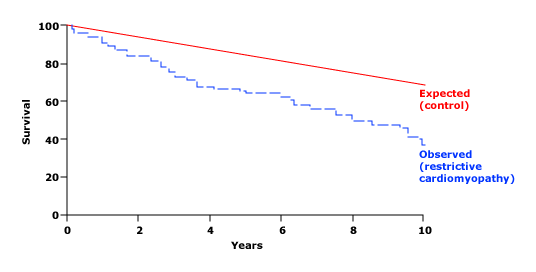 100
80
60
40
20
0
Survival
0
2
4
6
8
10
Years
Expected
(control)
Observed
(restrictive
cardiomyopathy)